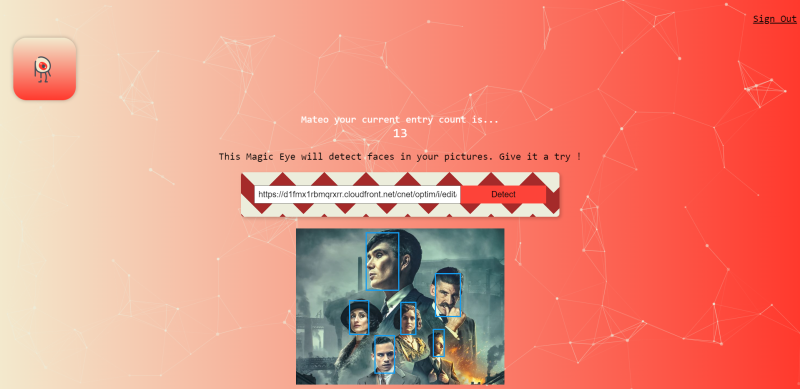 Sign Out
Mateo your current entry count is...
13
This Magic Eye will detect faces in your pictures. Give it a try !
https://d1fmx1rbmqrxrr.cloudfront.net/cnet/optim/i/edit/
Detect